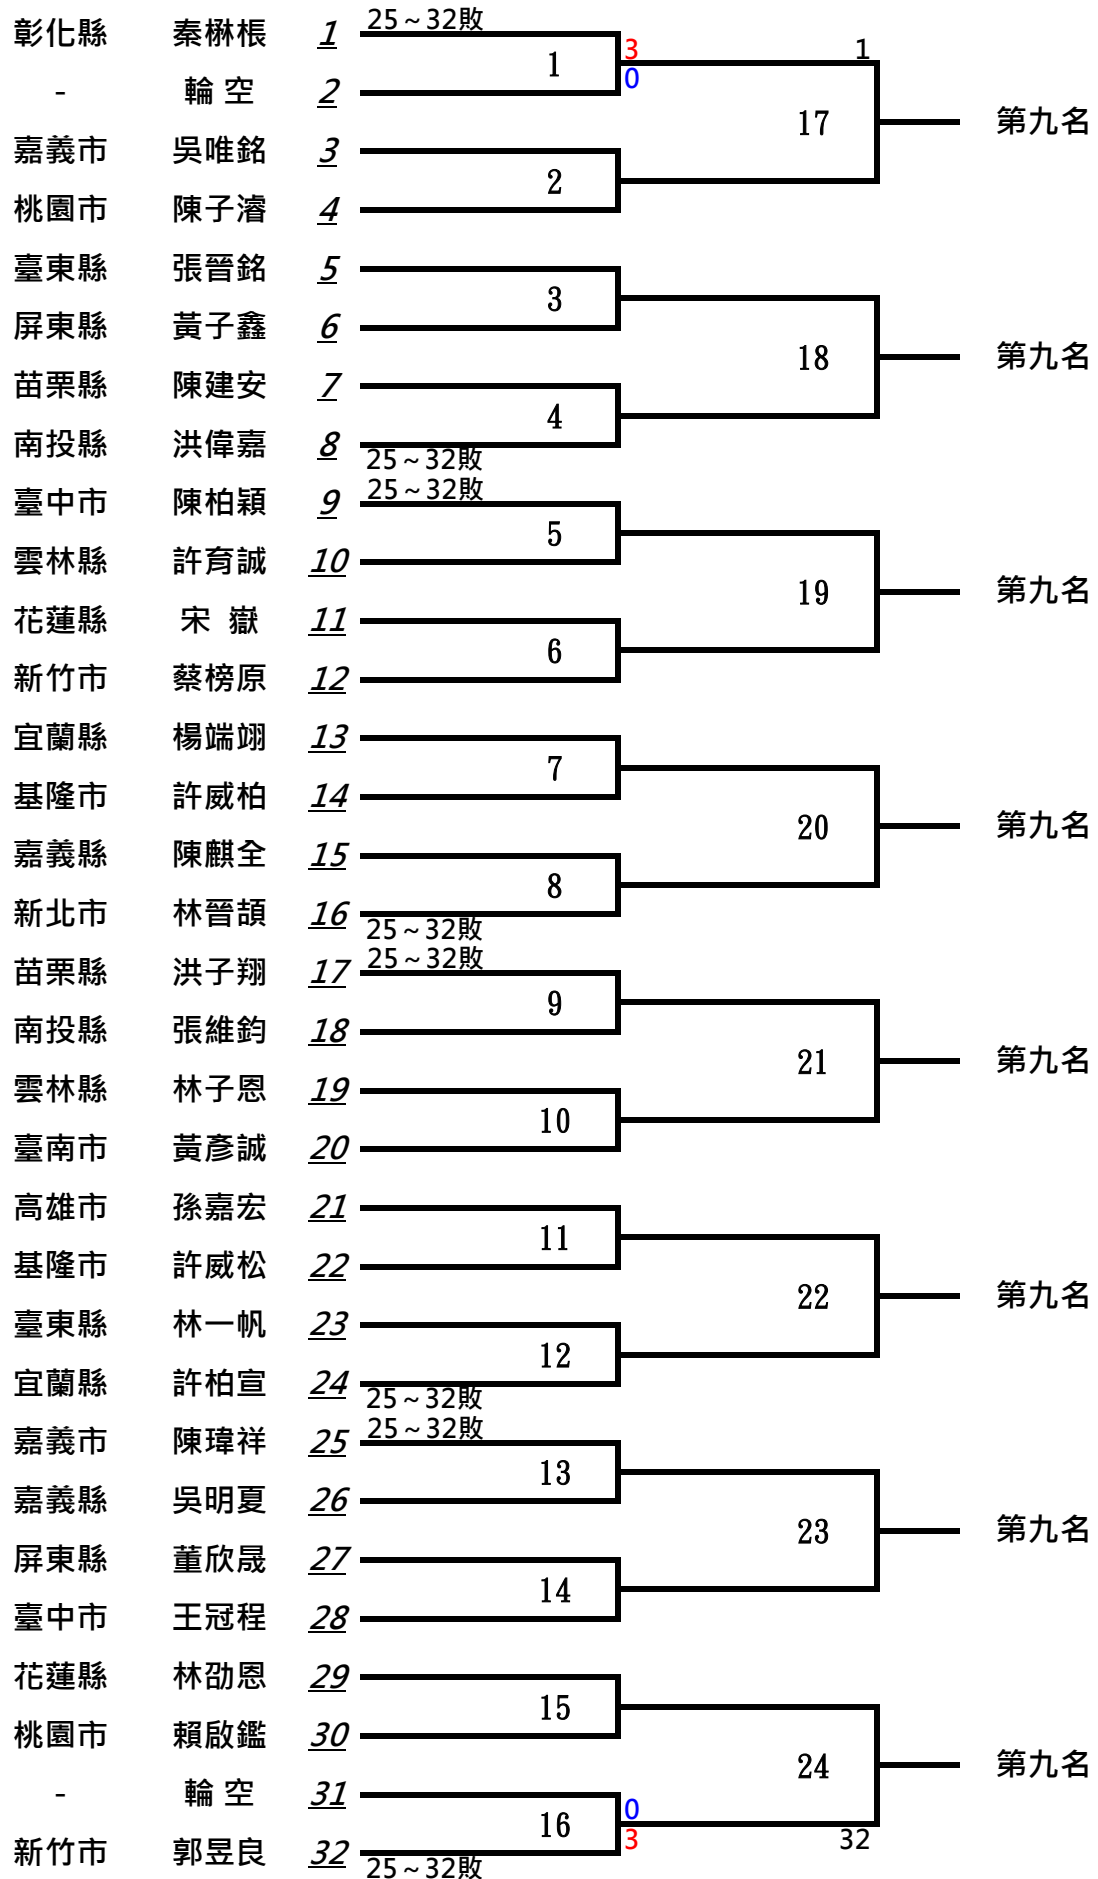 25～32敗
彰化縣 秦楙棖 1
1 3 1
- 輪空 2 0
17 第九名
嘉義市 吳唯銘 3
2
桃園市 陳子濬 4
臺東縣 張晉銘 5
3
屏東縣 黃子鑫 6
18 第九名
苗栗縣 陳建安 7
4
南投縣 洪偉嘉 8
25～32敗
25～32敗
臺中市 陳柏穎 9
5
雲林縣 許育誠 10
19 第九名
花蓮縣 宋嶽 11
6
新竹市 蔡榜原 12
宜蘭縣 楊端翊 13
7
基隆市 許威柏 14
20 第九名
嘉義縣 陳麒全 15
8
新北市 林晉頡 16
25～32敗
25～32敗
苗栗縣 洪子翔 17
9
南投縣 張維鈞 18
21 第九名
雲林縣 林子恩 19
10
臺南市 黃彥誠 20
高雄市 孫嘉宏 21
11
基隆市 許威松 22
22 第九名
臺東縣 林一帆 23
12
宜蘭縣 許柏宣 24
25～32敗
25～32敗
嘉義市 陳瑋祥 25
13
嘉義縣 吳明夏 26
23 第九名
屏東縣 董欣晟 27
14
臺中市 王冠程 28
花蓮縣 林劭恩 29
15
桃園市 賴啟鑑 30
24 第九名
- 輪空 31 0
16 3 32
新竹市 郭昱良 32
25～32敗